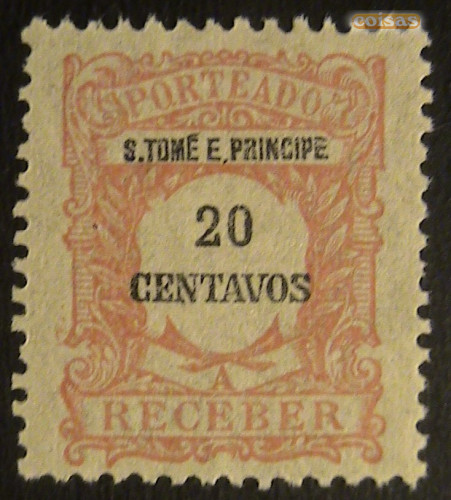 coisas
PORTEADO
S. TOMÉ E, PRINCIPE
20
CENTAVOS
A
RECEBER